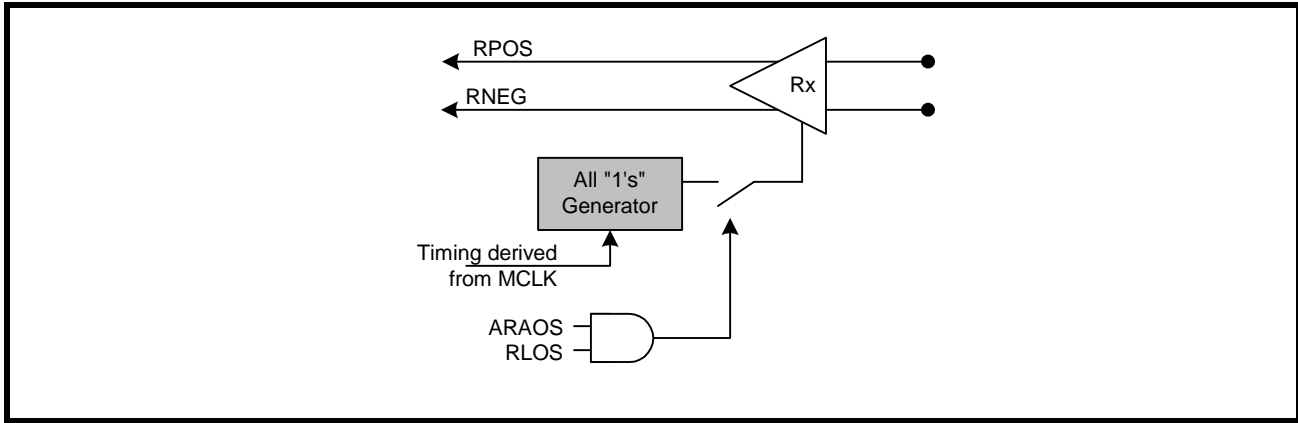 RPOS
Rx
RNEG
All "1's"
Generator
Timing derived
from MCLK
ARAOS
RLOS